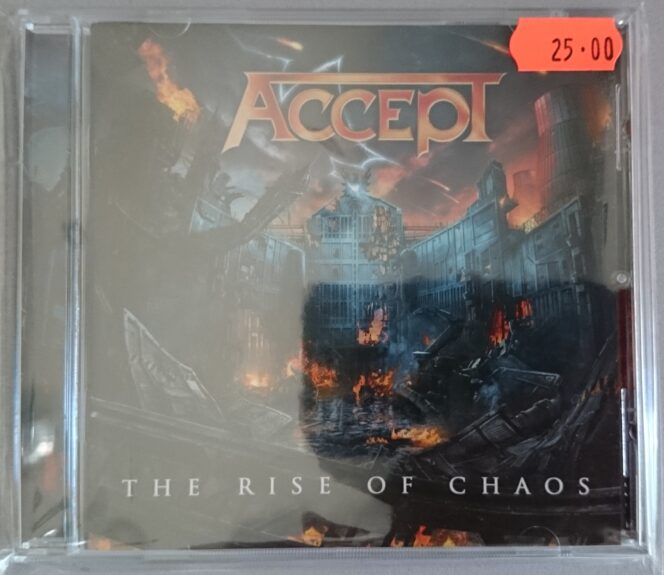 25.00
ACCEPT
THE RISE OF CHAOS